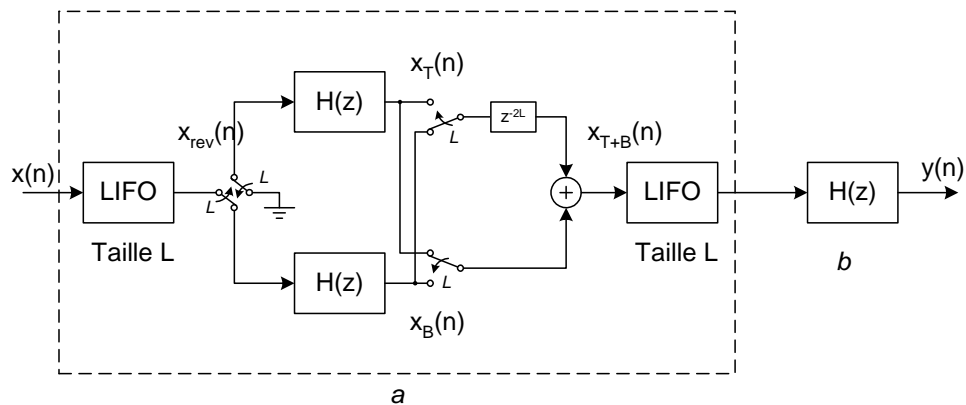 x_T(n)
H(z)
x_rev(n)
L
z^-2L
x_T+B(n)
x(n)
L
y(n)
LIFO
L
+
LIFO
H(z)
Taille L
H(z)
L
Taille L
b
x_B(n)
a